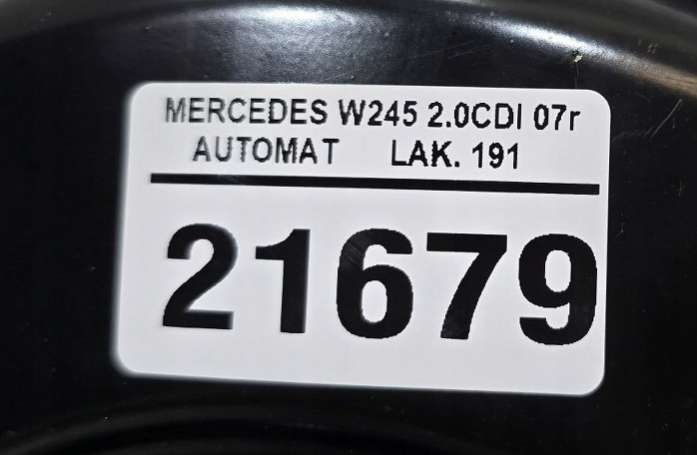 MERCEDES W245 2.0CDI 07r
AUTOMAT LAK. 191
21679